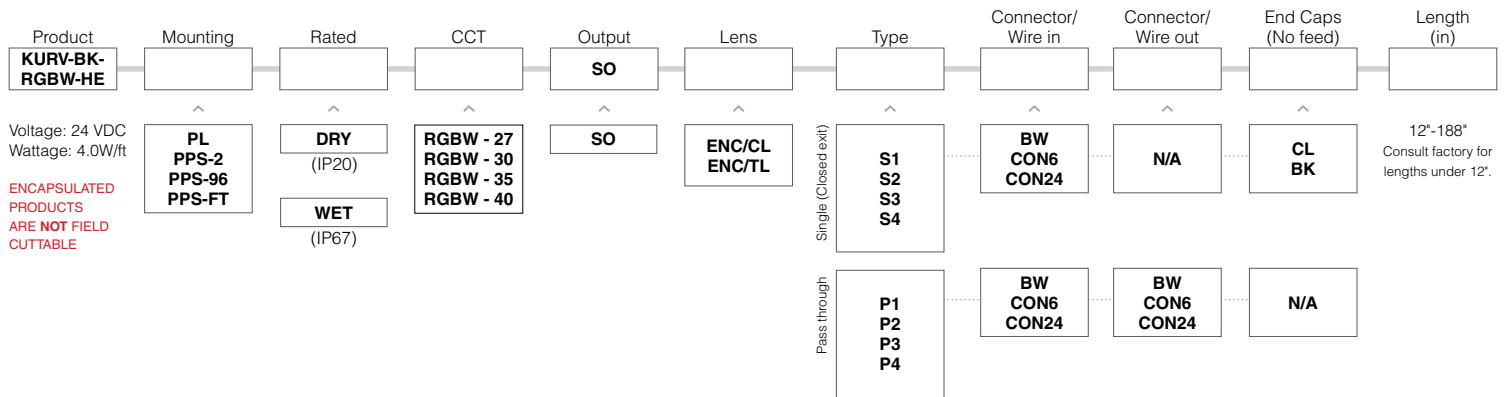 Product
KURV-BK-
RGBW-HE
Voltage: 24 VDC
Wattage: 4.0W/ft
ENCAPSULATED
PRODUCTS
ARE NOT FIELD
CUTTABLE
Mounting
PL
PPS-2
PPS-96
PPS-FT
Rated
DRY
(IP20)
WET
(IP67)
CCT
RGBW - 27
RGBW - 30
RGBW - 35
RGBW - 40
Output
SO
SO
Lens
ENC/CL
ENC/TL
Type
Single (Closed exit)
S1
S2
S3
S4
Pass through
P1
P2
P3
P4
Connector/
Wire in
BW
CON6
CON24
BW
CON6
CON24
Connector/
Wire out
N/A
BW
CON6
CON24
End Caps
(No feed)
CL
BK
N/A
Length
(in)
12"-188"
Consult factory for
lengths under 12".